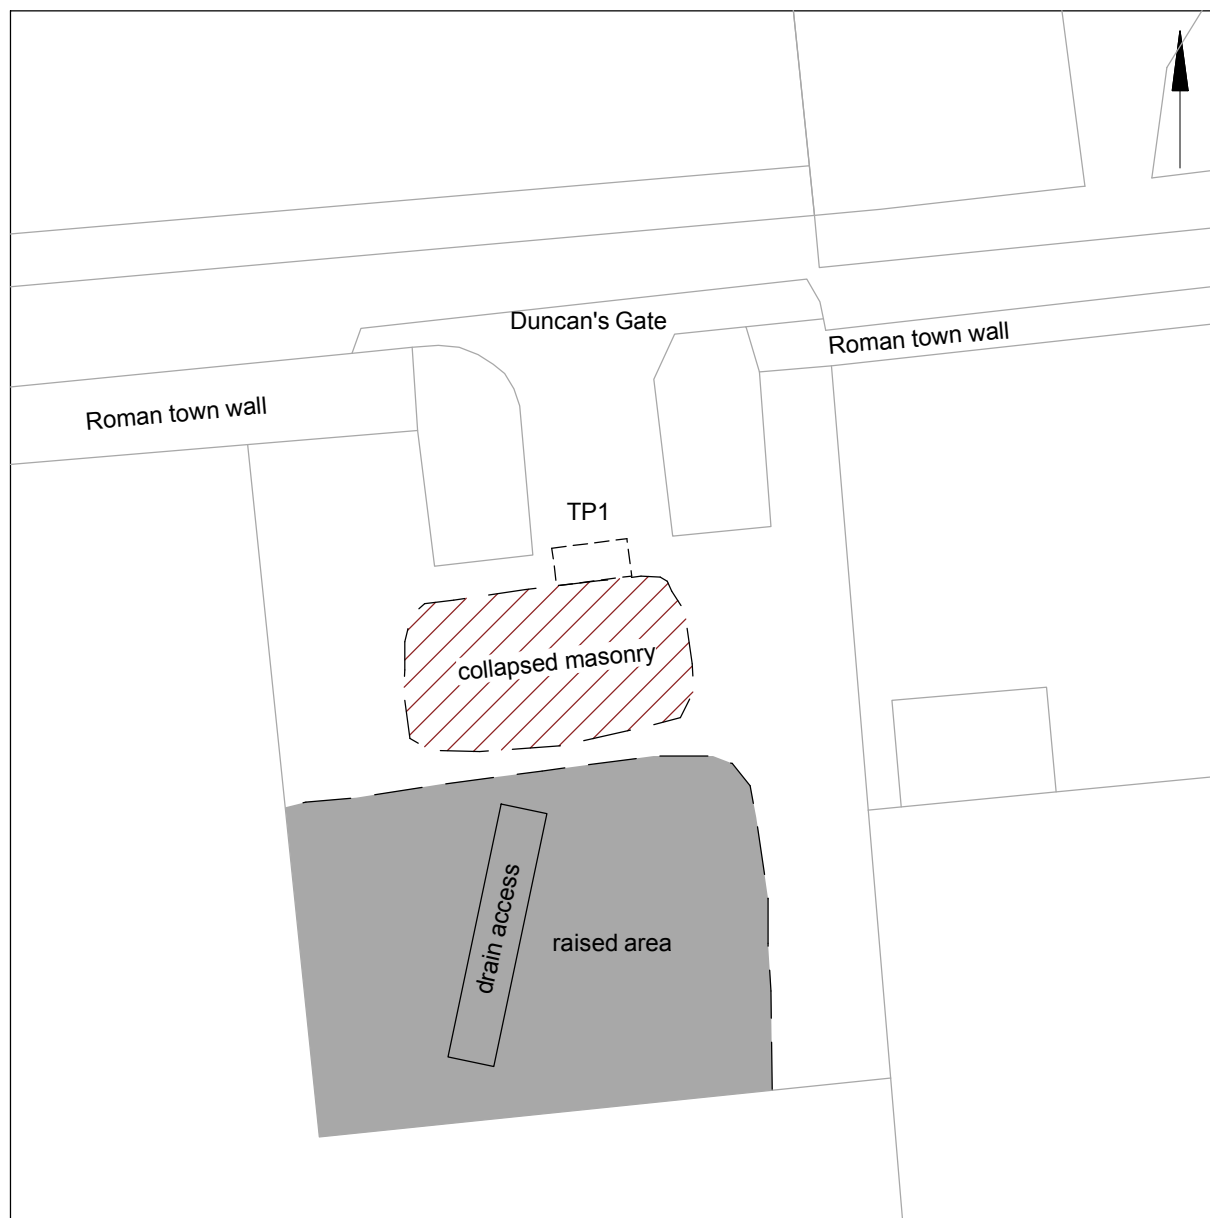 Duncan's Gate
Roman town wall
Roman town wall
TP1
collapsed masonry
drain access
raised area